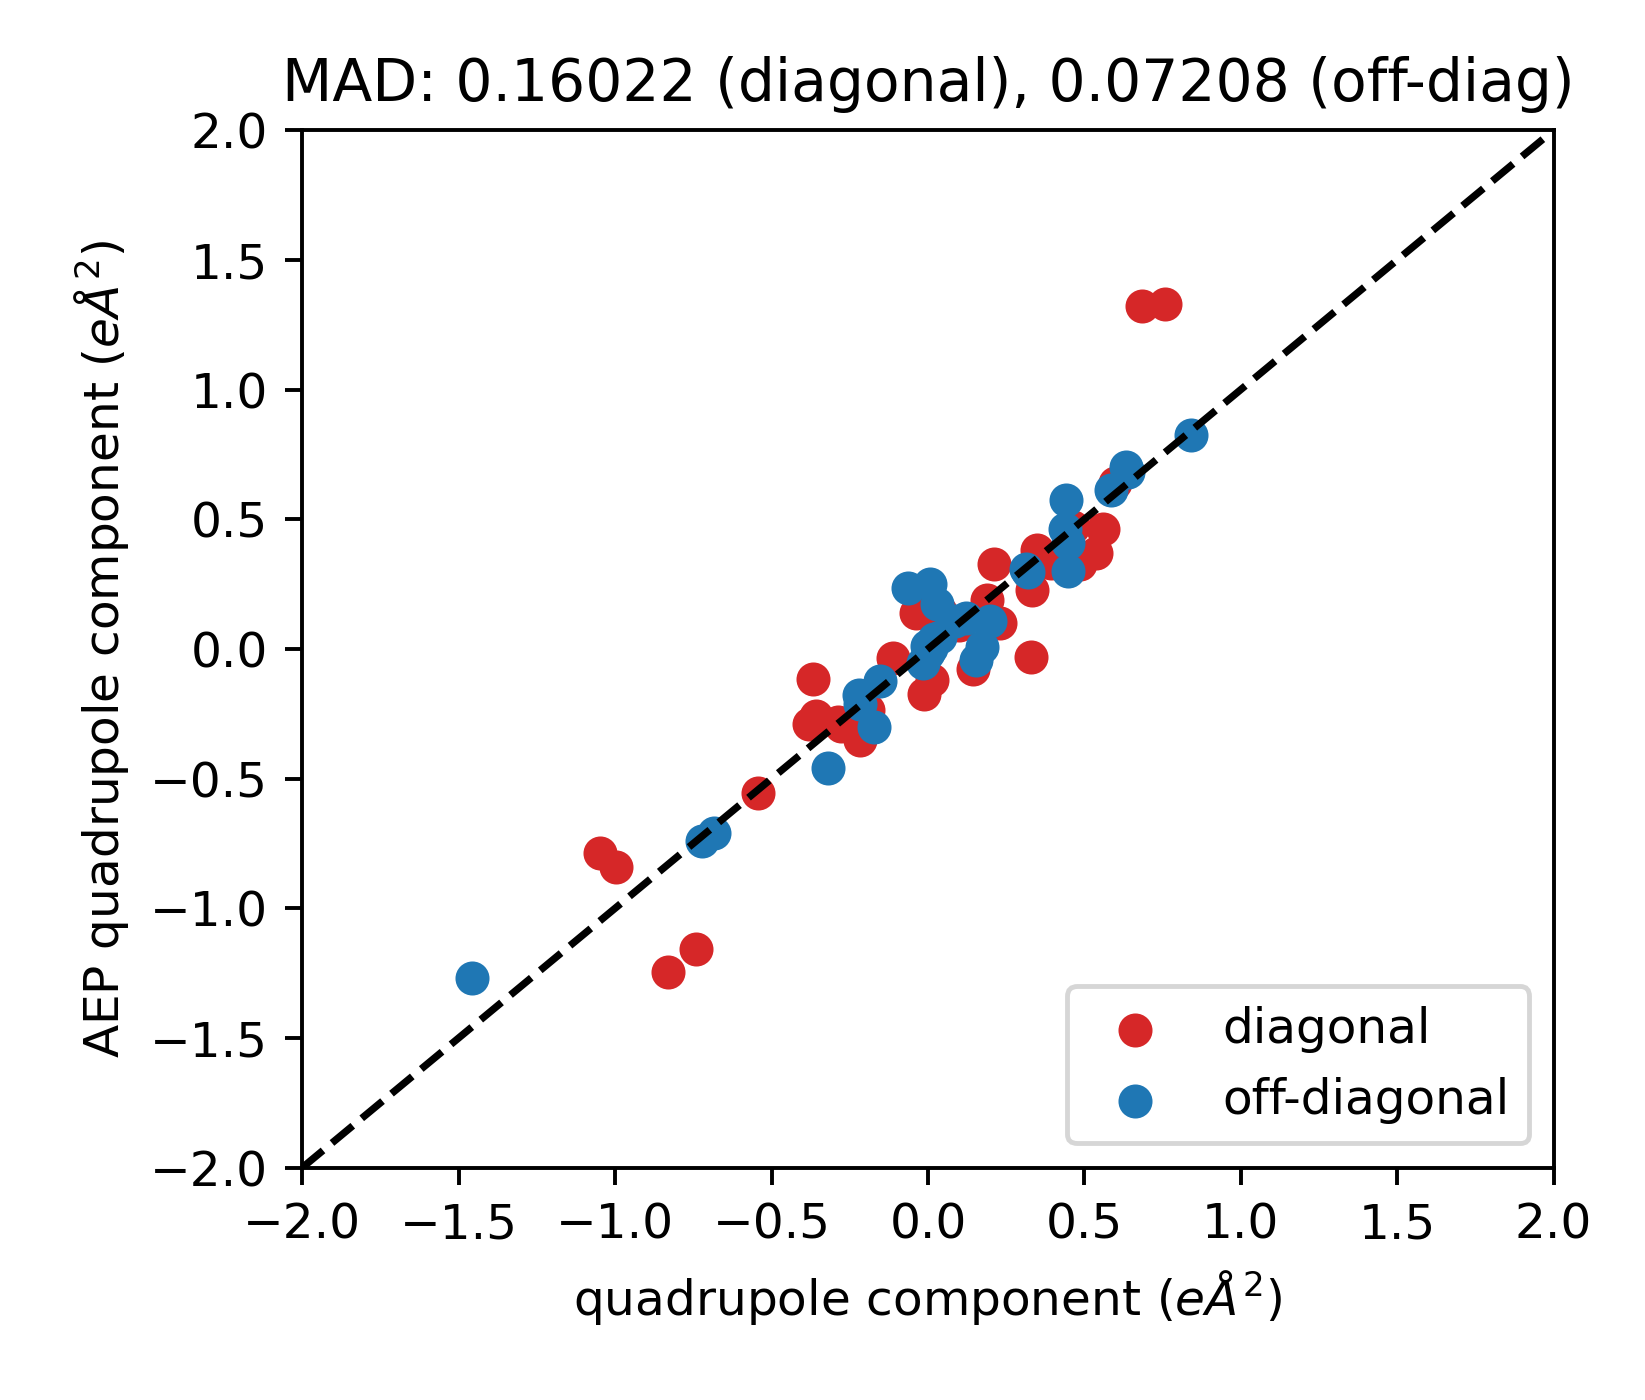 MAD: 0.16022 (diagonal), 0.07208 (off-diag)
2.0
1.5
1.0
0.5
0.0
−0.5
−1.0
−1.5
−2.0
AEP quadrupole component (eÅ²)
diagonal
off-diagonal
−2.0 −1.5 −1.0 −0.5 0.0 0.5 1.0 1.5 2.0
quadrupole component (eÅ²)